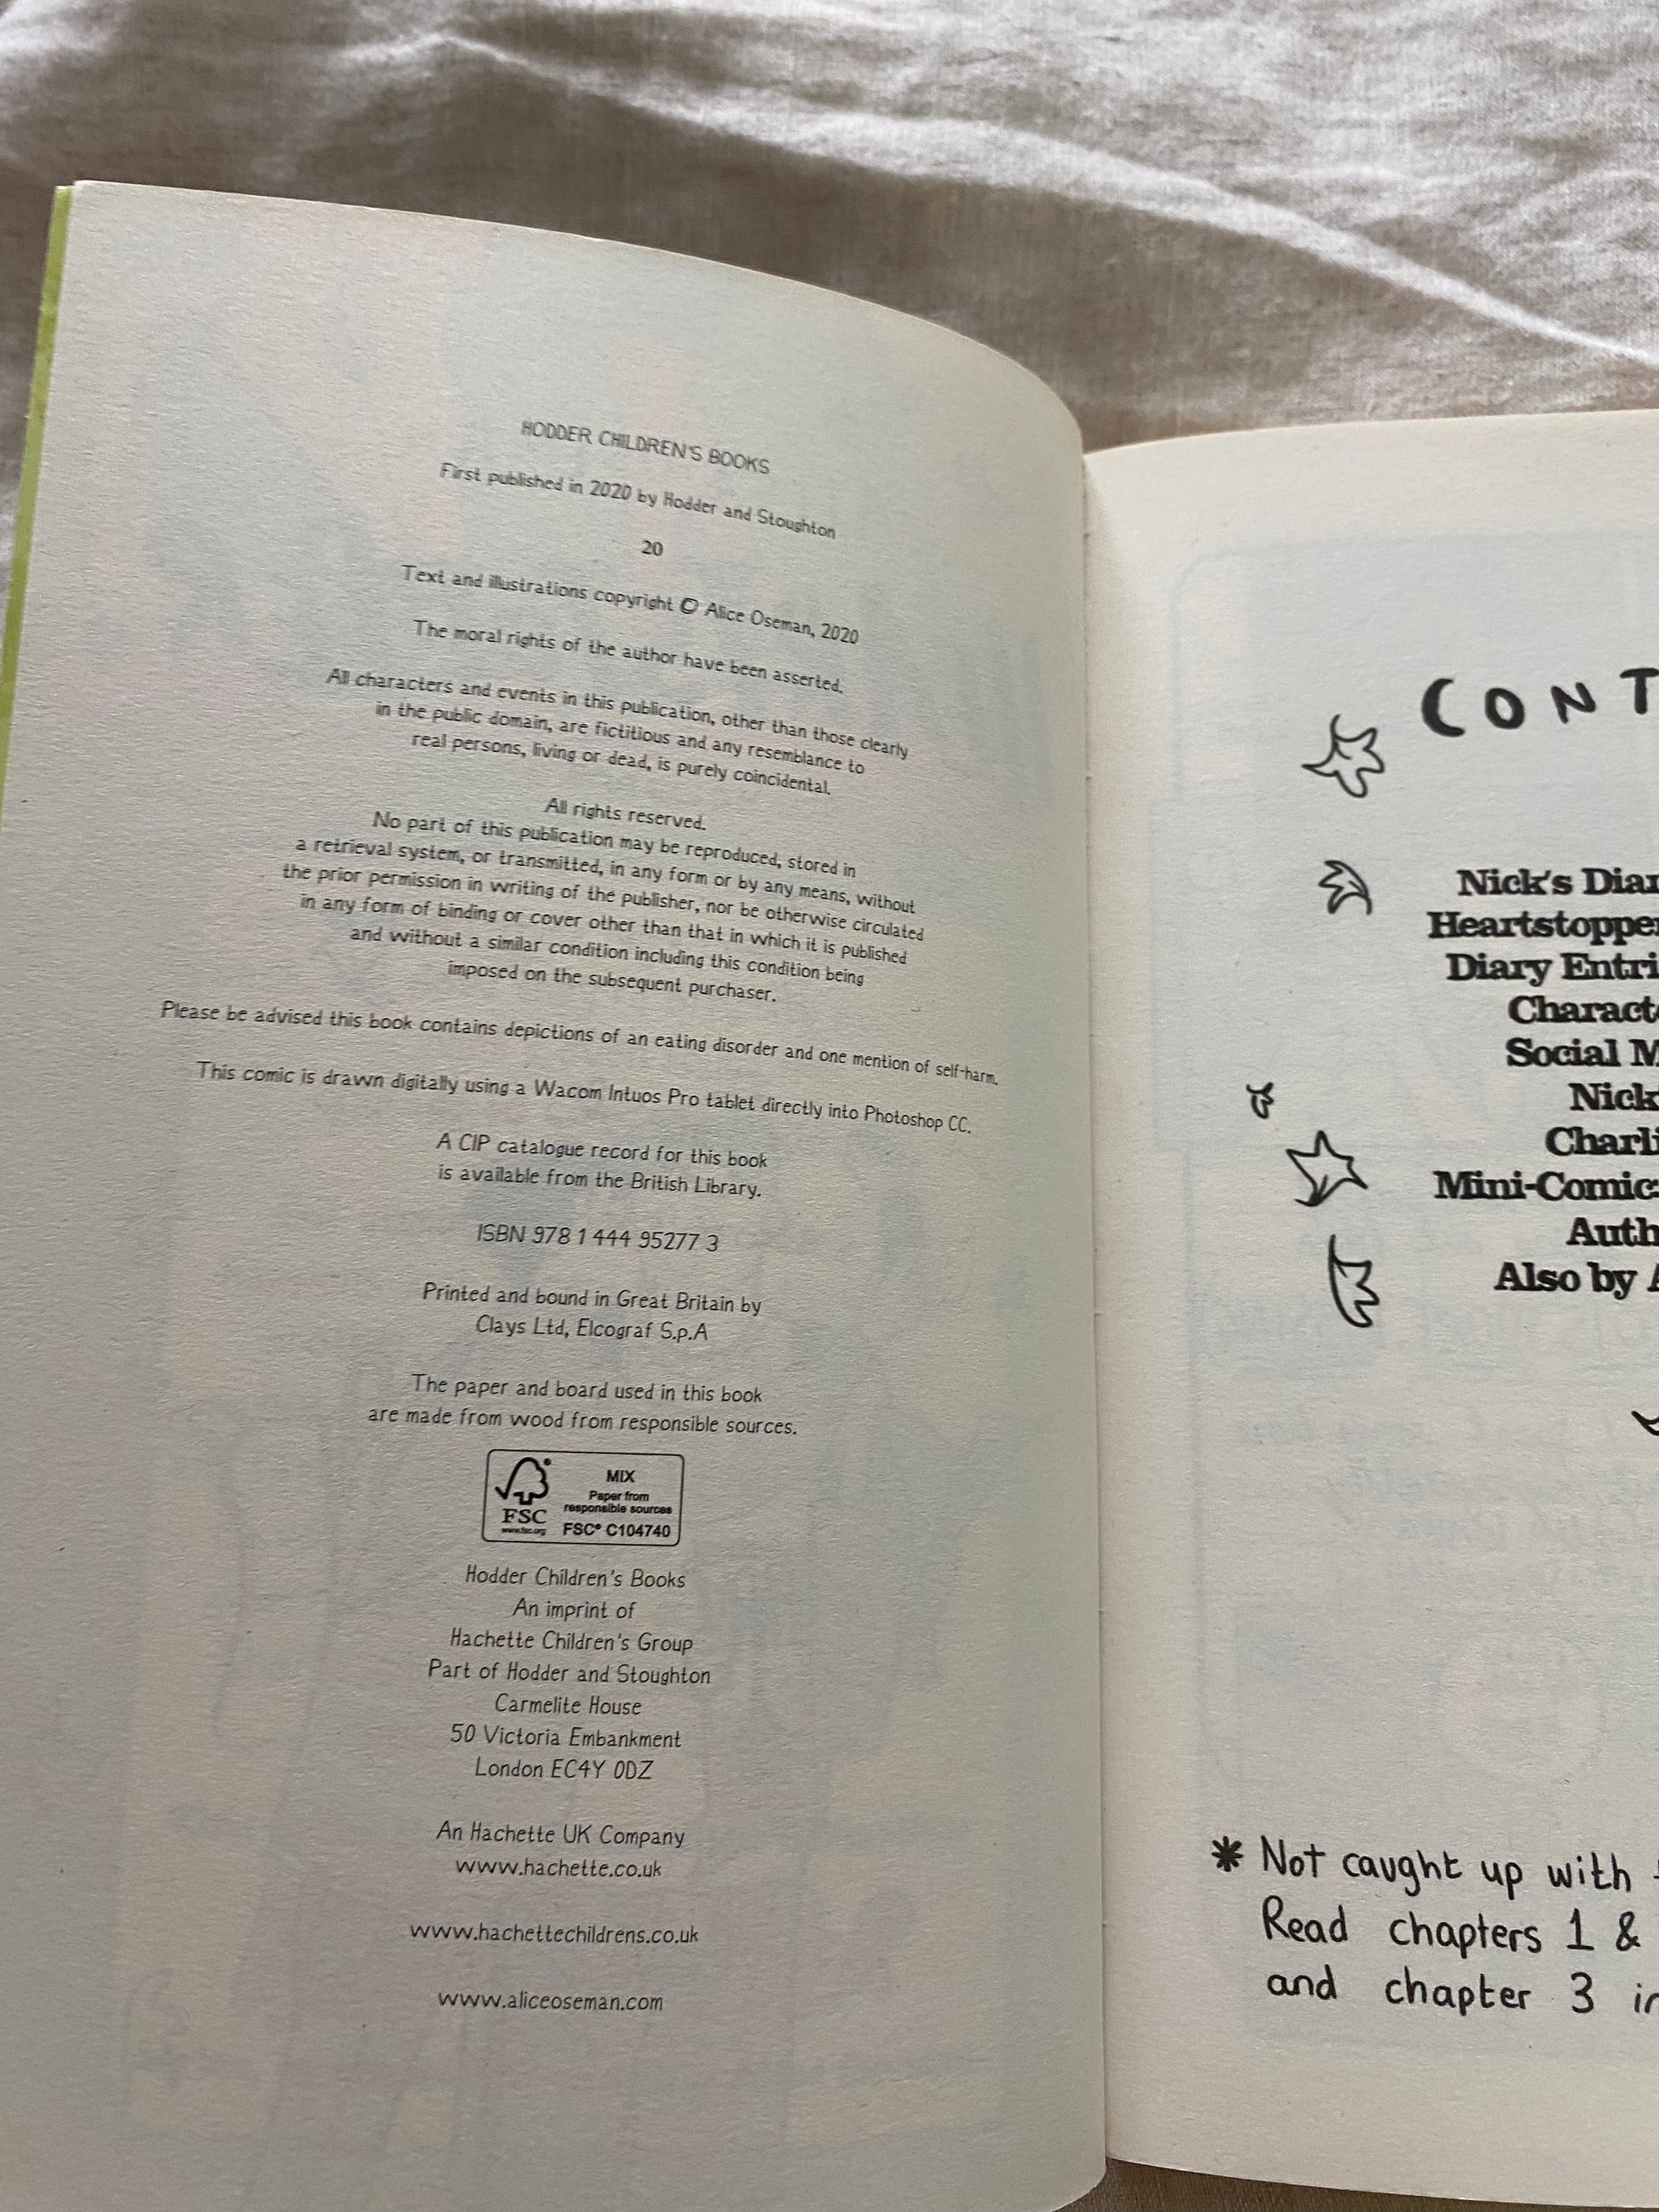 HODDER CHILDREN'S BOOKS
First published in 2020 by Hodder and Stoughton
20
Text and illustrations copyright © Alice Oseman, 2020
The moral rights of the author have been asserted.
All characters and events in this publication, other than those clearly
in the public domain, are fictitious and any resemblance to
real persons, living or dead, is purely coincidental.
All rights reserved.
No part of this publication may be reproduced, stored in
a retrieval system, or transmitted, in any form or by any means, without
the prior permission in writing of the publisher, nor be otherwise circulated
in any form of binding or cover other than that in which it is published
and without a similar condition including this condition being
imposed on the subsequent purchaser.
Please be advised this book contains depictions of an eating disorder and one mention of self-harm.
This comic is drawn digitally using a Wacom Intuos Pro tablet directly into Photoshop CC.
A CIP catalogue record for this book
is available from the British Library.
ISBN 978 1 444 95277 3
Printed and bound in Great Britain by
Clays Ltd, Elcograf S.p.A
The paper and board used in this book
are made from wood from responsible sources.
FSC
www.fsc.org
MIX
Paper from
responsible sources
FSC® C104740
Hodder Children's Books
An imprint of
Hachette Children's Group
Part of Hodder and Stoughton
Carmelite House
50 Victoria Embankment
London EC4Y 0DZ
An Hachette UK Company
www.hachette.co.uk
www.hachettechildrens.co.uk
www.aliceoseman.com
CONT
Nick's Diar
Heartstopper
Diary Entri
Characte
Social M
Nick'
Charli
Mini-Comic:
Auth
Also by A
* Not caught up with
Read chapters 1 &
and chapter 3 in